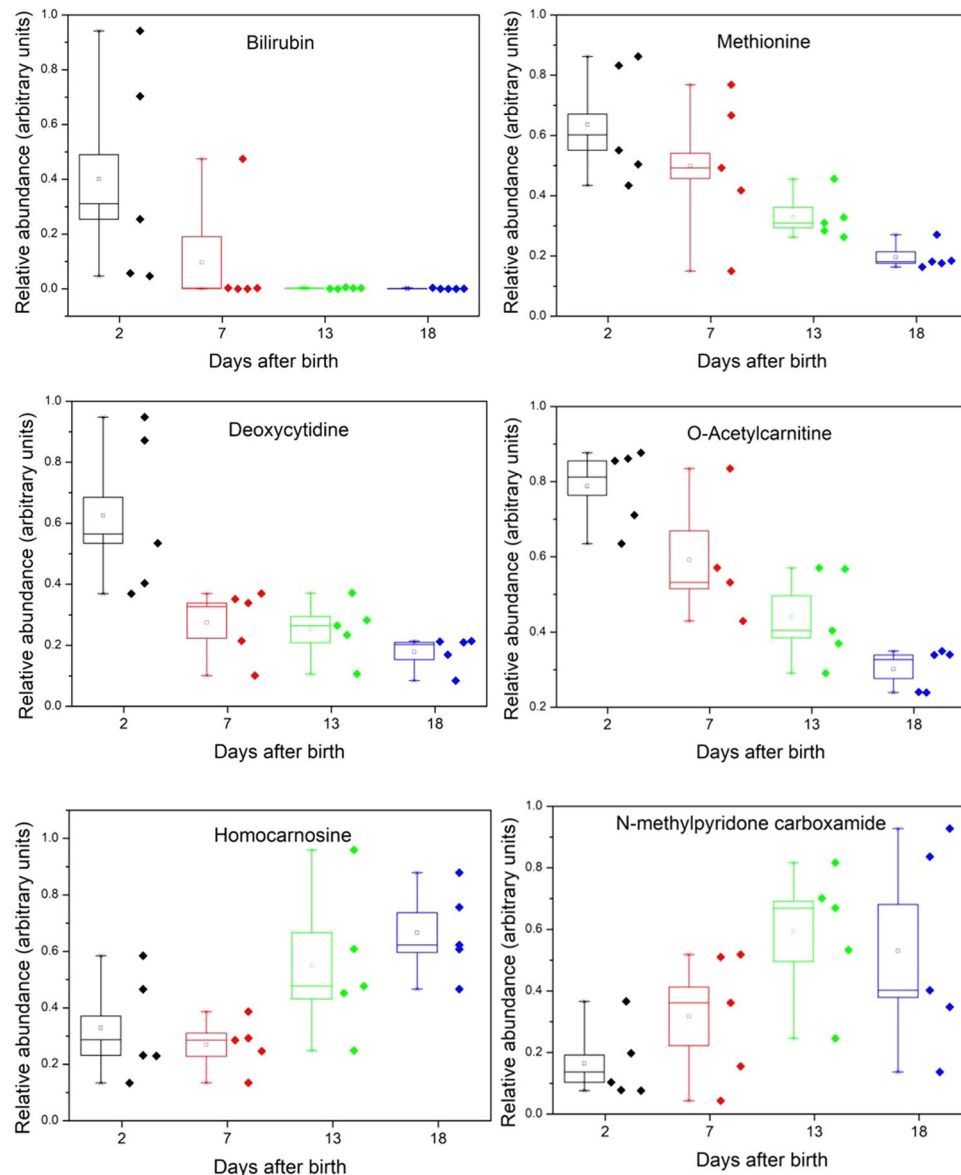 Bilirubin
Relative abundance (arbitrary units)
1.0
0.8
0.6
0.4
0.2
0.0
2 7 13 18
Days after birth
Methionine
Relative abundance (arbitrary units)
1.0
0.8
0.6
0.4
0.2
0.0
2 7 13 18
Days after birth
Deoxycytidine
Relative abundance (arbitrary units)
1.0
0.8
0.6
0.4
0.2
0.0
2 7 13 18
Days after birth
O-Acetylcarnitine
Relative abundance (arbitrary units)
1.0
0.8
0.6
0.4
0.2
2 7 13 18
Days after birth
Homocarnosine
Relative abundance (arbitrary units)
1.0
0.8
0.6
0.4
0.2
0.0
2 7 13 18
Days after birth
N-methylpyridone carboxamide
Relative abundance (arbitrary units)
1.0
0.8
0.6
0.4
0.2
0.0
2 7 13 18
Days after birth